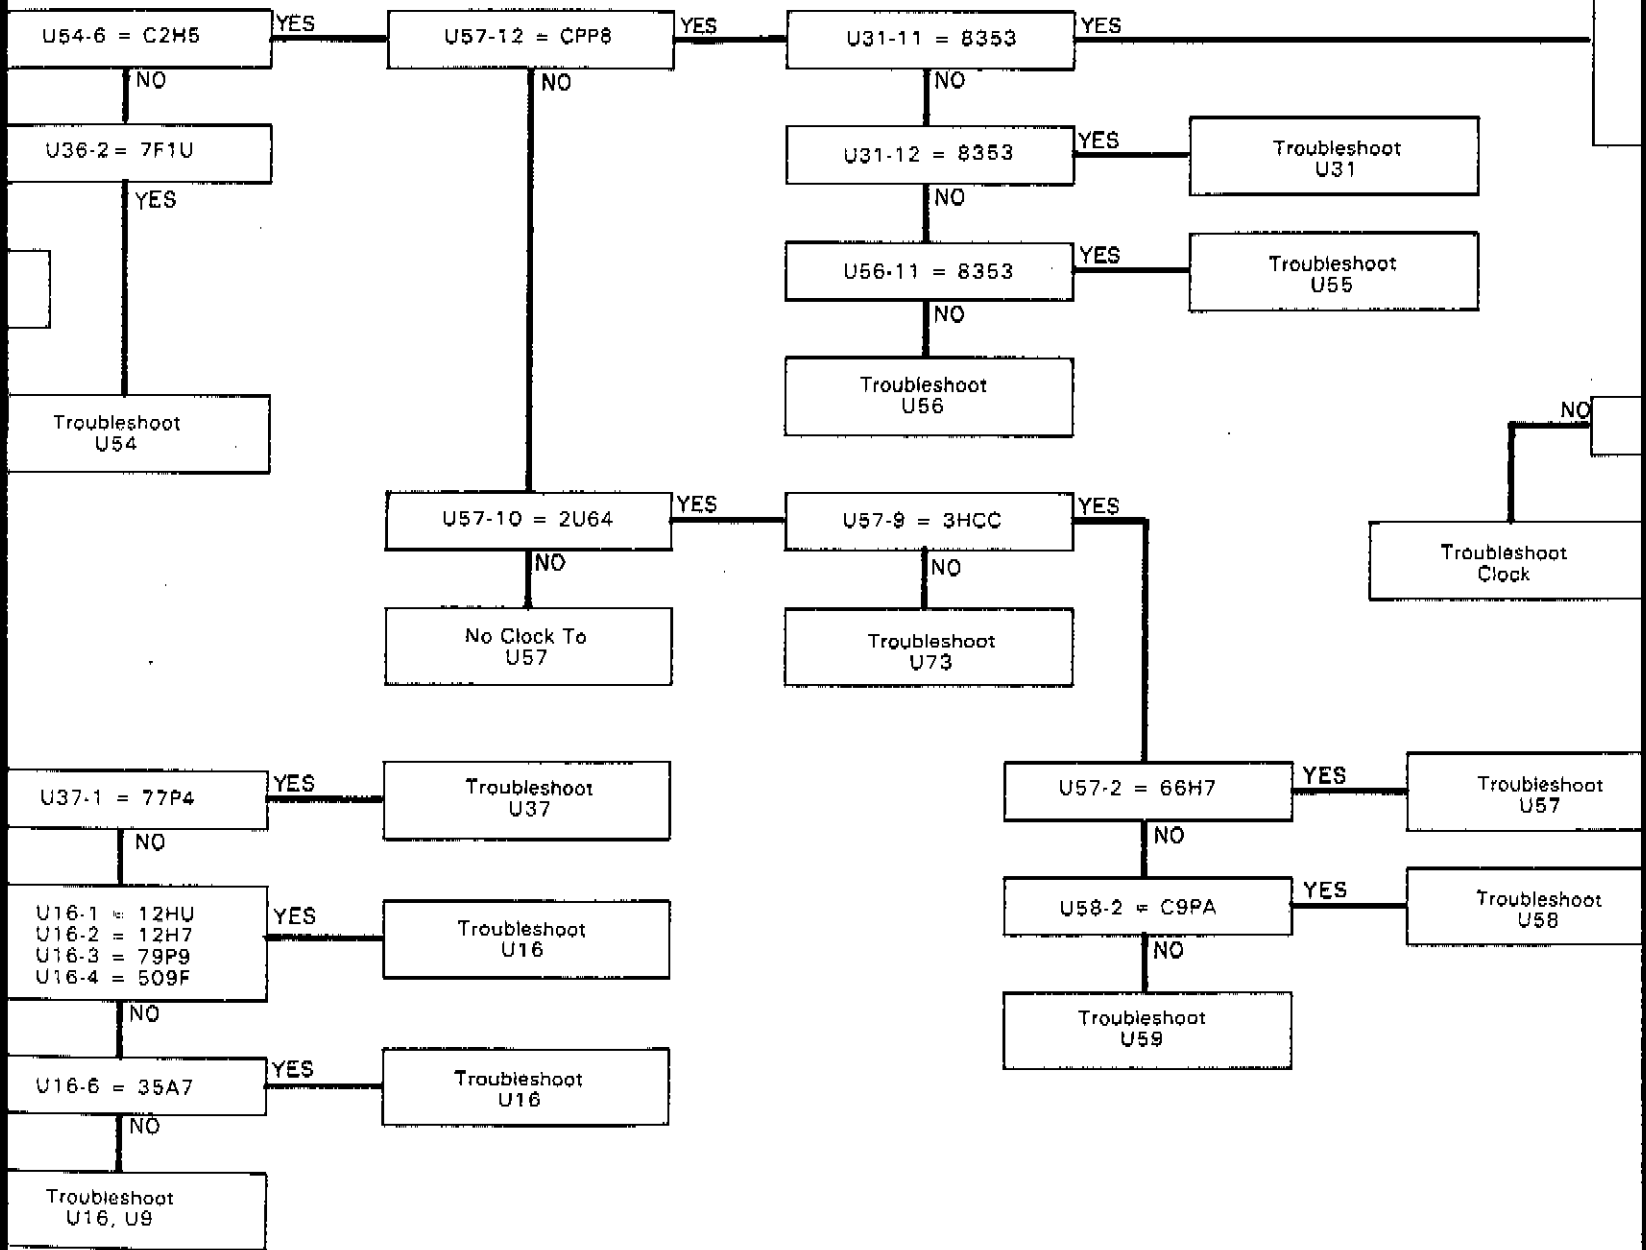 U54-6 = C2H5
YES
U57-12 = CPP8
YES
U31-11 = 8353
YES
NO
NO
NO
U36-2 = 7F1U
U31-12 = 8353
YES
Troubleshoot
U31
YES
NO
U56-11 = 8353
YES
Troubleshoot
U55
NO
Troubleshoot
U56
Troubleshoot
U54
NO
U57-10 = 2U64
YES
U57-9 = 3HCC
YES
NO
NO
Troubleshoot
Clock
No Clock To
U57
Troubleshoot
U73
U37-1 = 77P4
YES
Troubleshoot
U37
U57-2 = 66H7
YES
Troubleshoot
U57
NO
NO
U16-1 = 12HU
U16-2 = 12H7
U16-3 = 79P9
U16-4 = 509F
YES
Troubleshoot
U16
U58-2 = C9PA
YES
Troubleshoot
U58
NO
NO
Troubleshoot
U59
U16-6 = 35A7
YES
Troubleshoot
U16
NO
Troubleshoot
U16, U9